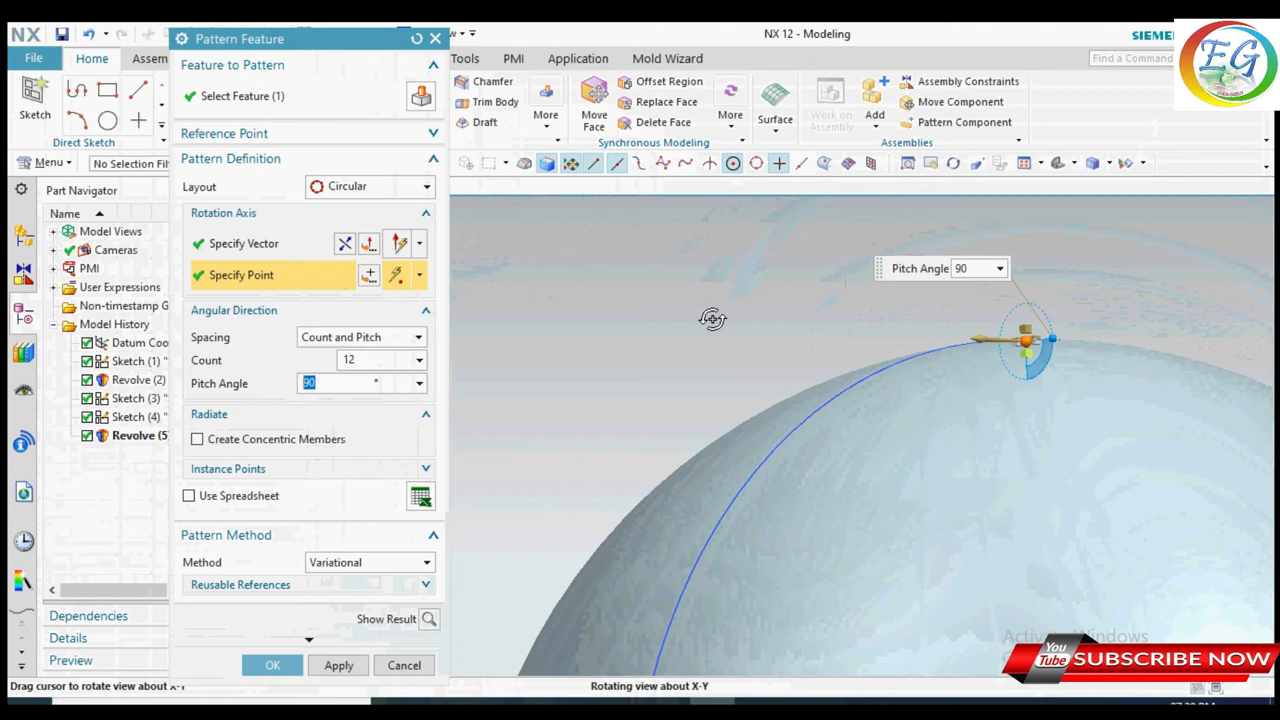 NX
Pattern Feature
NX 12 - Modeling
SIEME
EG
File
Home
Assem
Tools
PMI
Application
Mold Wizard
Find a Command
Feature to Pattern
Select Feature (1)
Sketch
Direct Sketch
Chamfer
Trim Body
Draft
More
Move
Face
Offset Region
Replace Face
Delete Face
More
Surface
Work on
Assembly
Add
Assembly Constraints
Move Component
Pattern Component
Synchronous Modeling
Assemblies
Reference Point
Menu
No Selection Filt
Pattern Definition
Layout
Circular
Part Navigator
Name
Model Views
Cameras
PMI
User Expressions
Non-timestamp G
Model History
Datum Coo
Sketch (1)
Revolve (2)
Sketch (3)
Sketch (4)
Revolve (5)
Rotation Axis
Specify Vector
Specify Point
Angular Direction
Spacing
Count and Pitch
Count
12
Pitch Angle
90
°
Radiate
Create Concentric Members
Instance Points
Use Spreadsheet
Pattern Method
Method
Variational
Reusable References
Show Result
OK
Apply
Cancel
Pitch Angle
90
Dependencies
Details
Preview
Activate Windows
You
Tube
SUBSCRIBE NOW
Drag cursor to rotate view about X-Y
Rotating view about X-Y